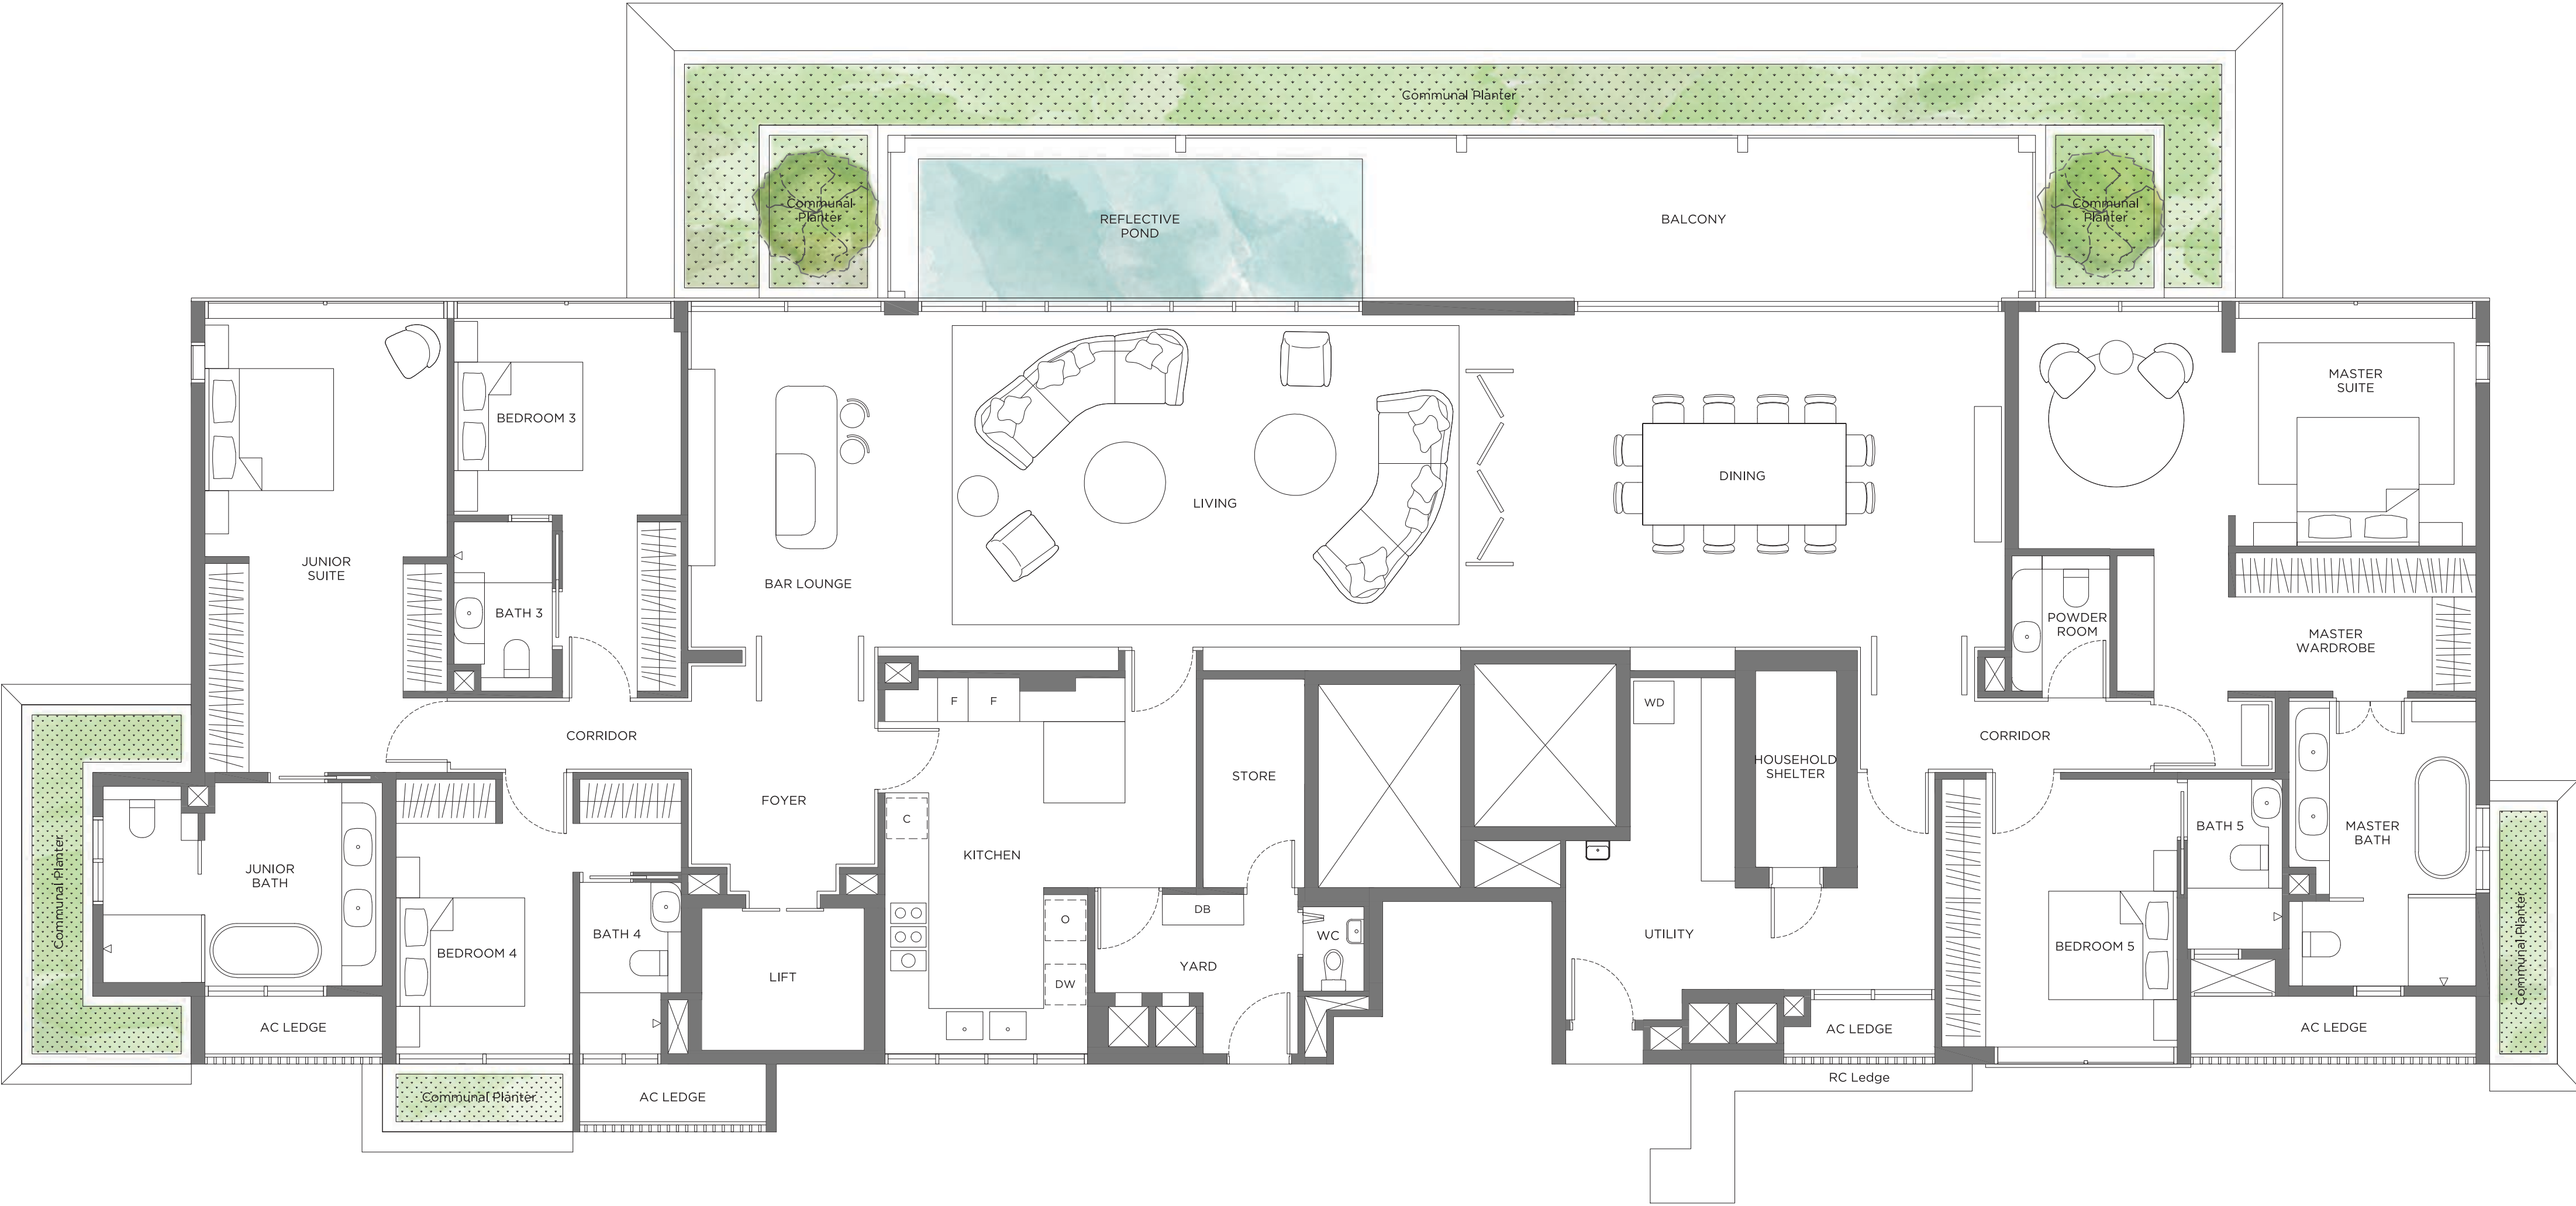 Communal Planter
Communal
Planter
REFLECTIVE
POND
BALCONY
Communal
Planter
BEDROOM 3
MASTER
SUITE
DINING
LIVING
JUNIOR
SUITE
BAR LOUNGE
BATH 3
POWDER
ROOM
MASTER
WARDROBE
F
F
WD
CORRIDOR
CORRIDOR
STORE
HOUSEHOLD
SHELTER
FOYER
C
KITCHEN
BATH 5
MASTER
BATH
JUNIOR
BATH
Communal Planter
DB
O
BATH 4
WC
UTILITY
BEDROOM 4
BEDROOM 5
Communal Planter
LIFT
YARD
DW
AC LEDGE
AC LEDGE
AC LEDGE
RC Ledge
Communal Planter
AC LEDGE